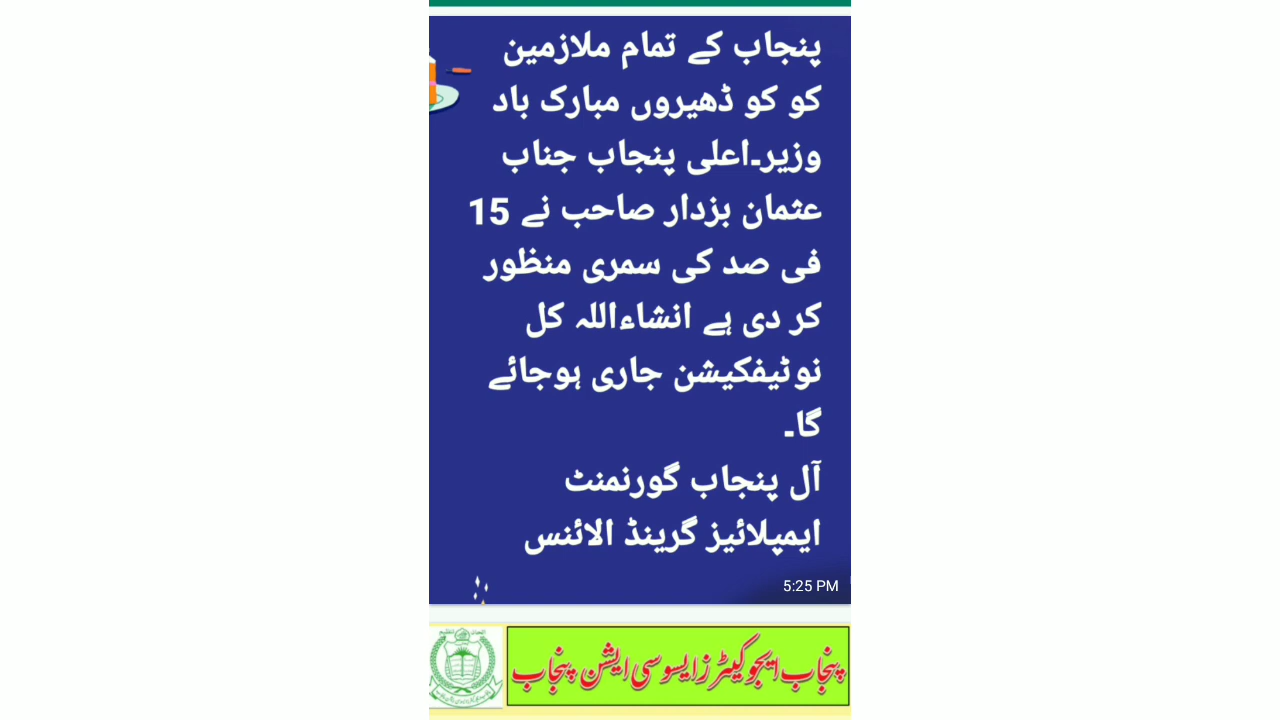 پنجاب کے تمام ملازمین
کو کو ڈھیروں مبارک باد
وزیر۔اعلی پنجاب جناب
عثمان بزدار صاحب نے 15
فی صد کی سمری منظور
کر دی ہے انشاءاللہ کل
نوٹیفکیشن جاری ہوجائے
گا۔
آل پنجاب گورنمنٹ
ایمپلائیز گرینڈ الائنس
5:25 PM
پنجاب ایجوکیٹرز ایسوسی ایشن پنجاب